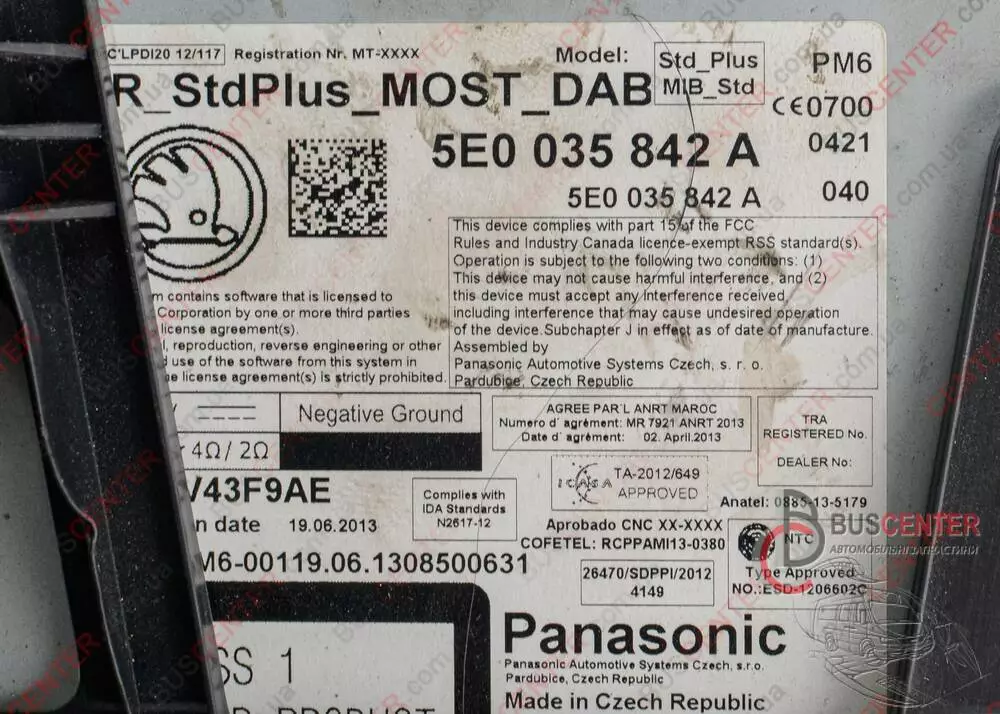 C'LPDI20 12/117 Registration Nr. MT-XXXX
Model: Std_Plus
MIB_Std
PM6
R_StdPlus_MOST_DAB
CE0700
5E0 035 842 A
0421
5E0 035 842 A
040
This device complies with part 15 of the FCC
Rules and Industry Canada licence-exempt RSS standard(s).
Operation is subject to the following two conditions: (1)
This device may not cause harmful interference, and (2)
this device must accept any interference received,
including interference that may cause undesired operation
of the device.Subchapter J in effect as of date of manufacture.
Assembled by
Panasonic Automotive Systems Czech, s. r. o.
Pardubice, Czech Republic
m contains software that is licensed to
Corporation by one or more third parties
license agreement(s).
l, reproduction, reverse engineering or other
d use of the software from this system in
license agreement(s) is strictly prohibited.
Negative Ground
4Ω / 2Ω
AGREE PAR'L ANRT MAROC
Numero d' agrèment: MR 7921 ANRT 2013
Date d' agrèment: 02. April.2013
TRA
REGISTERED No.
DEALER No:
ICASA
TA-2012/649
APPROVED
V43F9AE
n date 19.06.2013
Complies with
IDA Standards
N2617-12
Anatel: 0885-13-5179
Aprobado CNC XX-XXXX
COFETEL: RCPPAMI13-0380
NTC
Type Approved
NO.:ESD-1206602C
M6-00119.06.1308500631
26470/SDPPI/2012
4149
SS 1
R PRODUCT
Panasonic
Panasonic Automotive Systems Czech, s.r.o.
Pardubice, Czech Republic
Made in Czech Republic
BUSCENTER
АВТОМОБІЛЬНІ ЗАПЧАСТИНИ